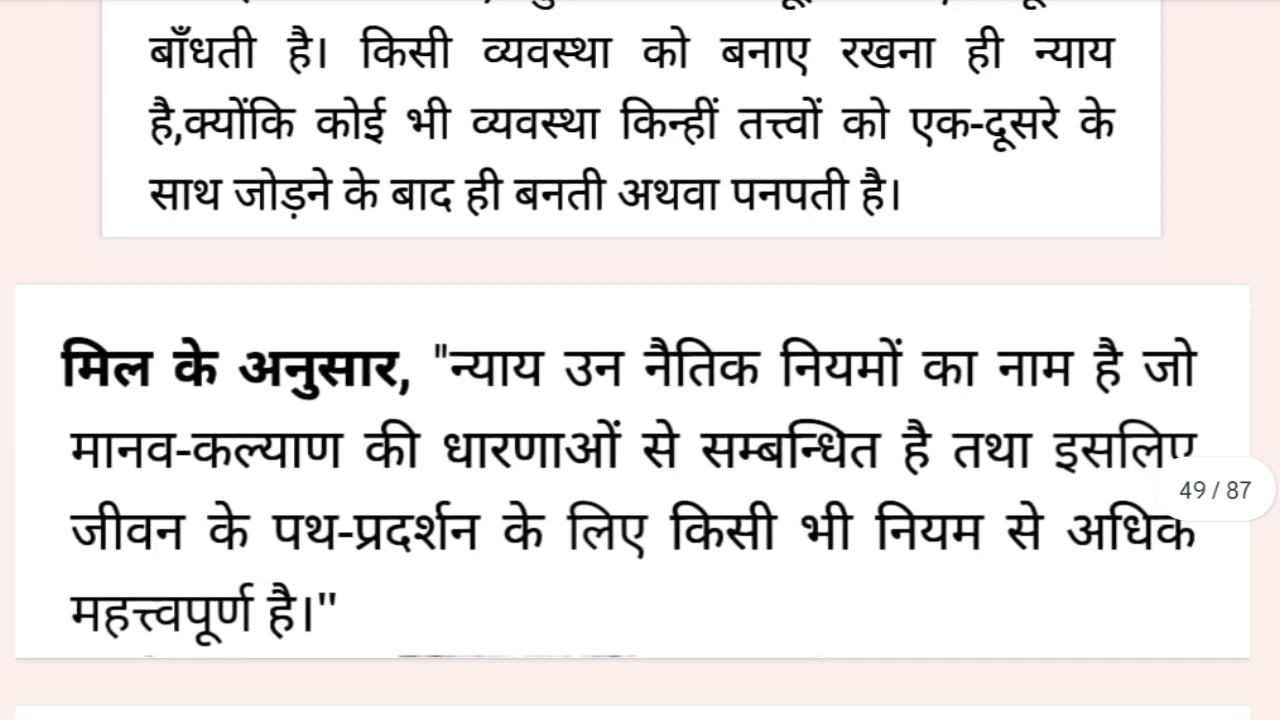 बाँधती है। किसी व्यवस्था को बनाए रखना ही न्याय
है,क्योंकि कोई भी व्यवस्था किन्हीं तत्त्वों को एक-दूसरे के
साथ जोड़ने के बाद ही बनती अथवा पनपती है।
मिल के अनुसार, "न्याय उन नैतिक नियमों का नाम है जो
मानव-कल्याण की धारणाओं से सम्बन्धित है तथा इसलिए
49 / 87
जीवन के पथ-प्रदर्शन के लिए किसी भी नियम से अधिक
महत्त्वपूर्ण है।"